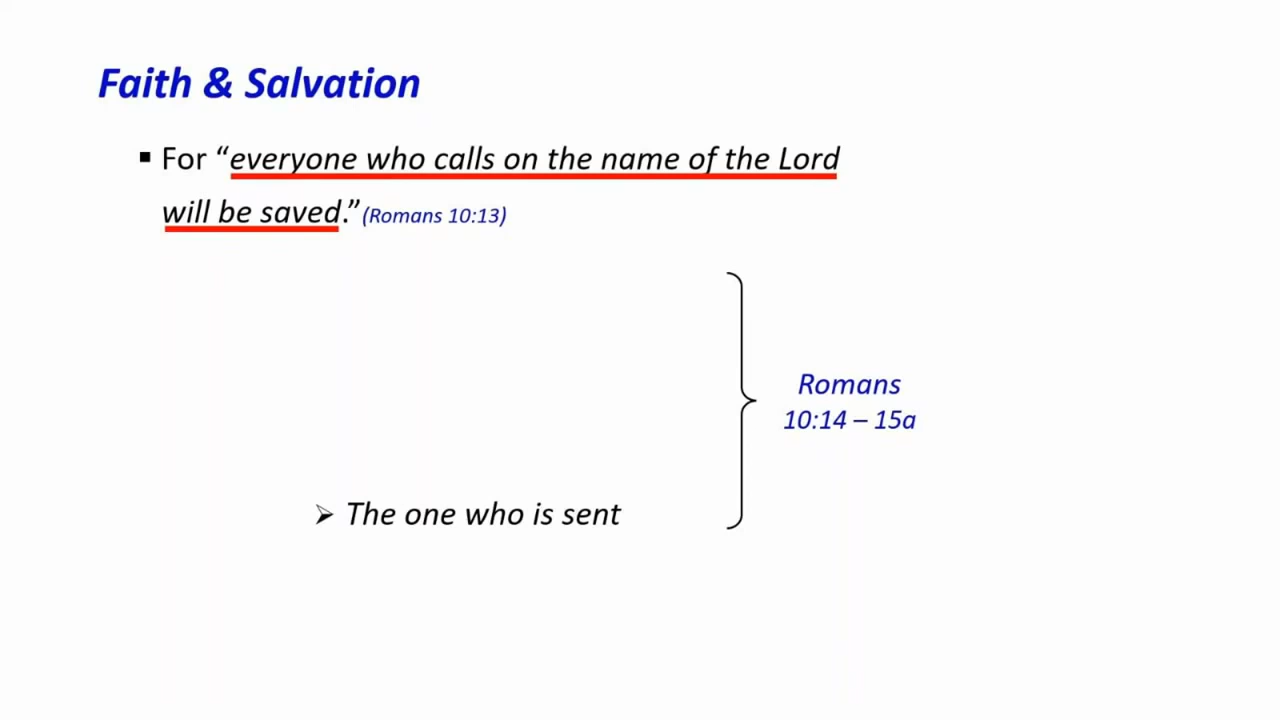 Faith & Salvation
▪ For “everyone who calls on the name of the Lord
will be saved.” (Romans 10:13)
Romans
10:14 – 15a
➢ The one who is sent